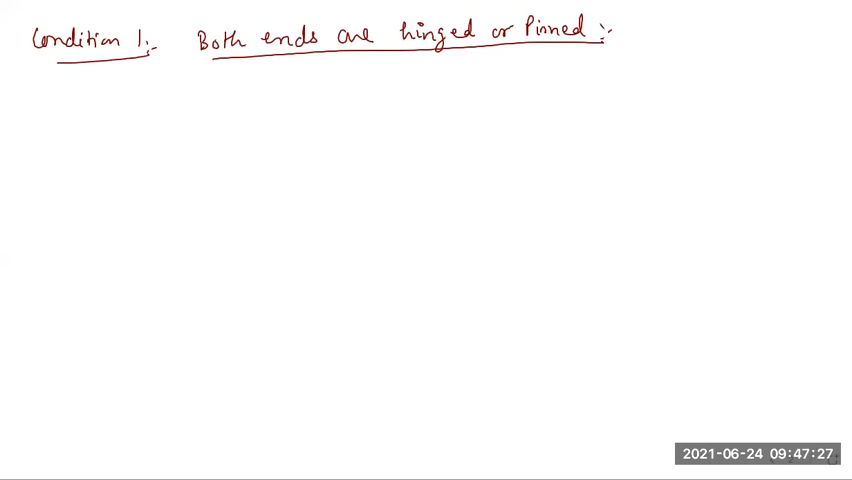 Condition 1:- Both ends are hinged or Pinned :-
2021-06-24 09:47:27